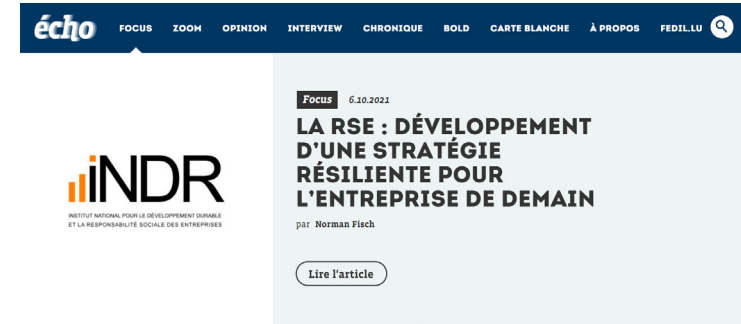 écho FOCUS ZOOM OPINION INTERVIEW CHRONIQUE BOLD CARTE BLANCHE À PROPOS FEDIL.LU
Focus 6.10.2021
LA RSE : DÉVELOPPEMENT
D'UNE STRATÉGIE
RÉSILIENTE POUR
L'ENTREPRISE DE DEMAIN
par Norman Fisch
Lire l'article
iNDR
INSTITUT NATIONAL POUR LE DÉVELOPPEMENT DURABLE
ET LA RESPONSABILITÉ SOCIALE DES ENTREPRISES